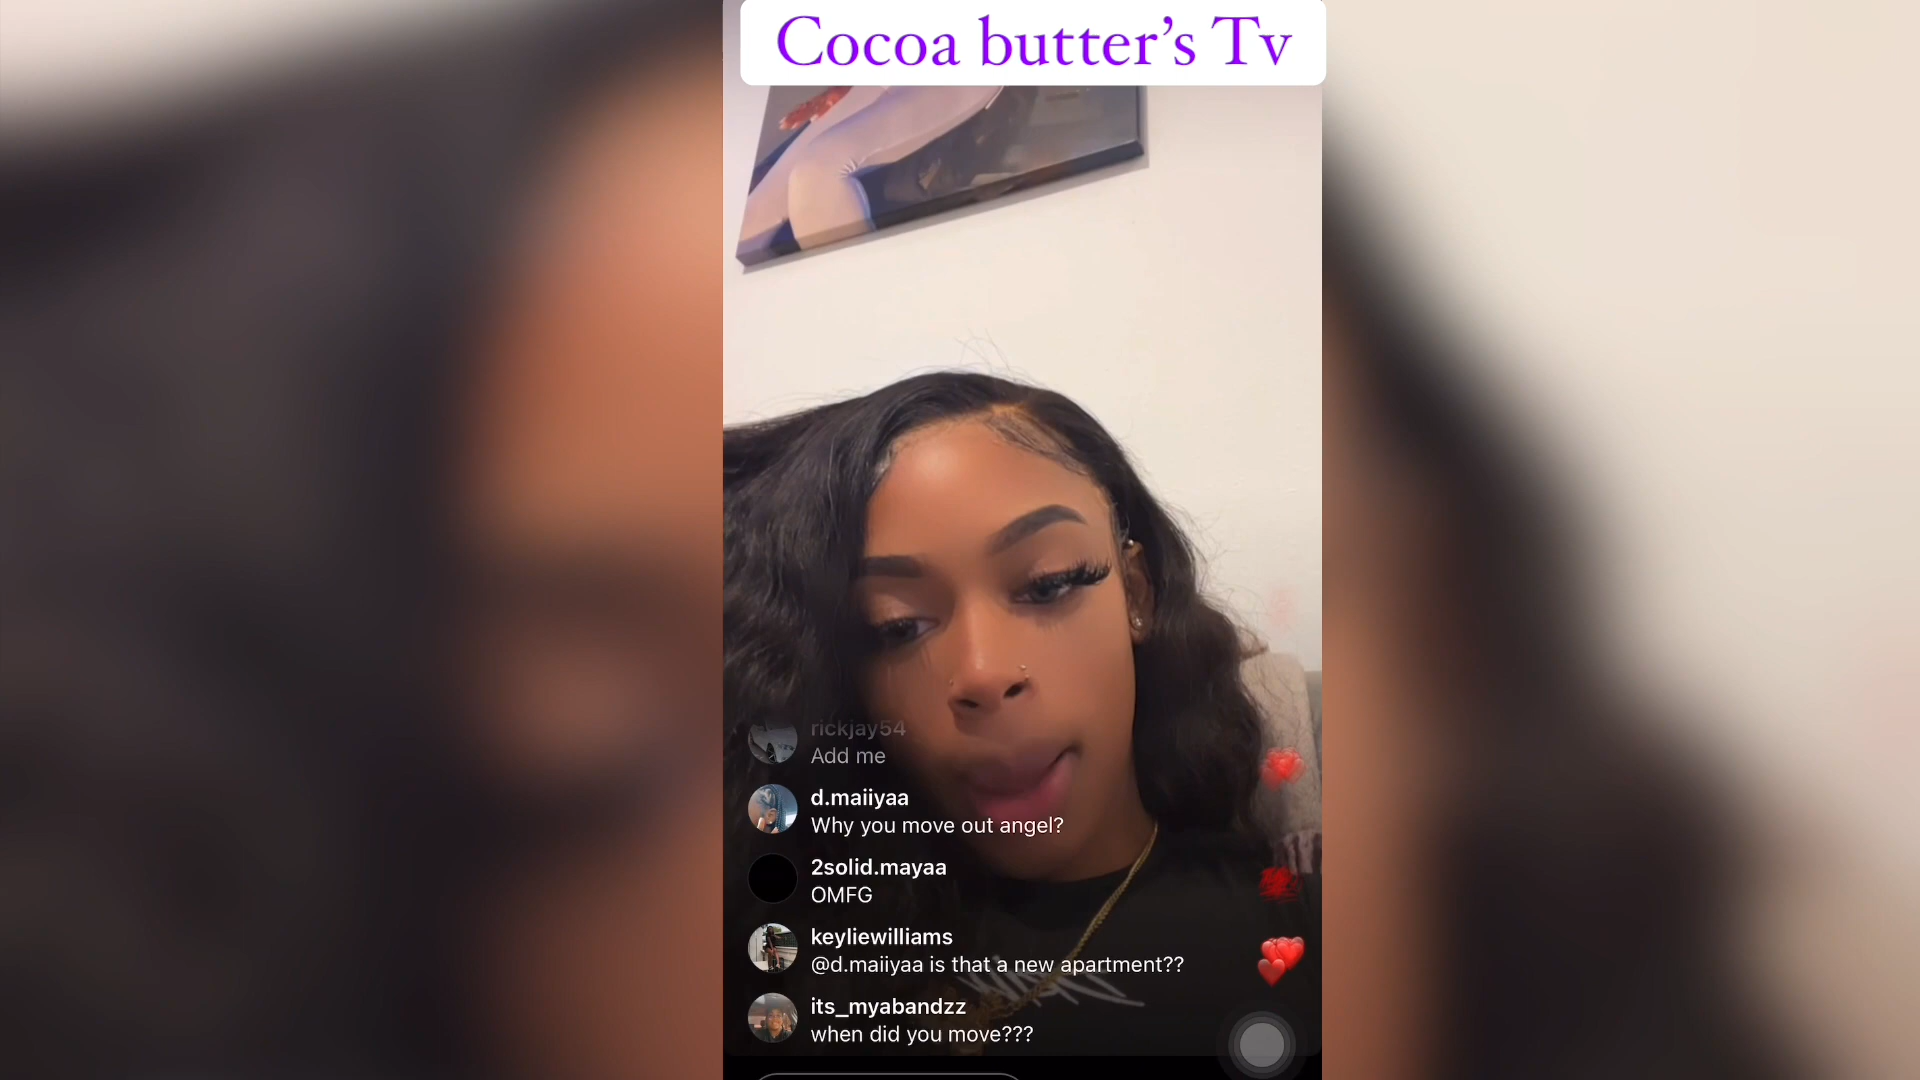 Cocoa butter's Tv
rickjay54
Add me
d.maiiyaa
Why you move out angel?
2solid.mayaa
OMFG
keyliewilliams
@d.maiiyaa is that a new apartment??
its_myabandzz
when did you move???